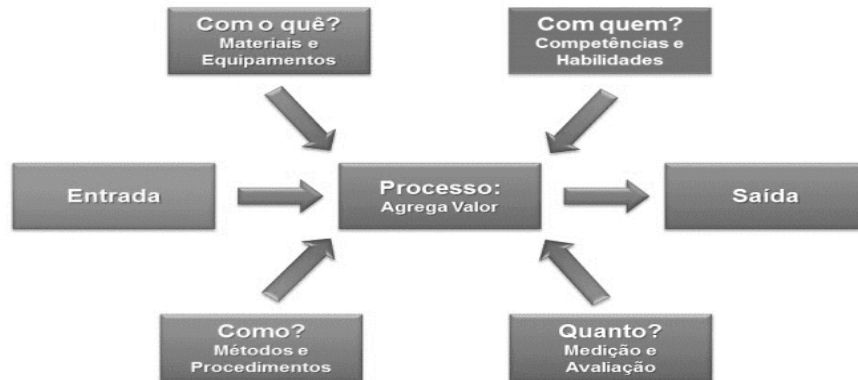 Com o quê?
Materiais e
Equipamentos
Com quem?
Competências e
Habilidades
Entrada
Processo:
Agrega Valor
Saída
Como?
Métodos e
Procedimentos
Quanto?
Medição e
Avaliação